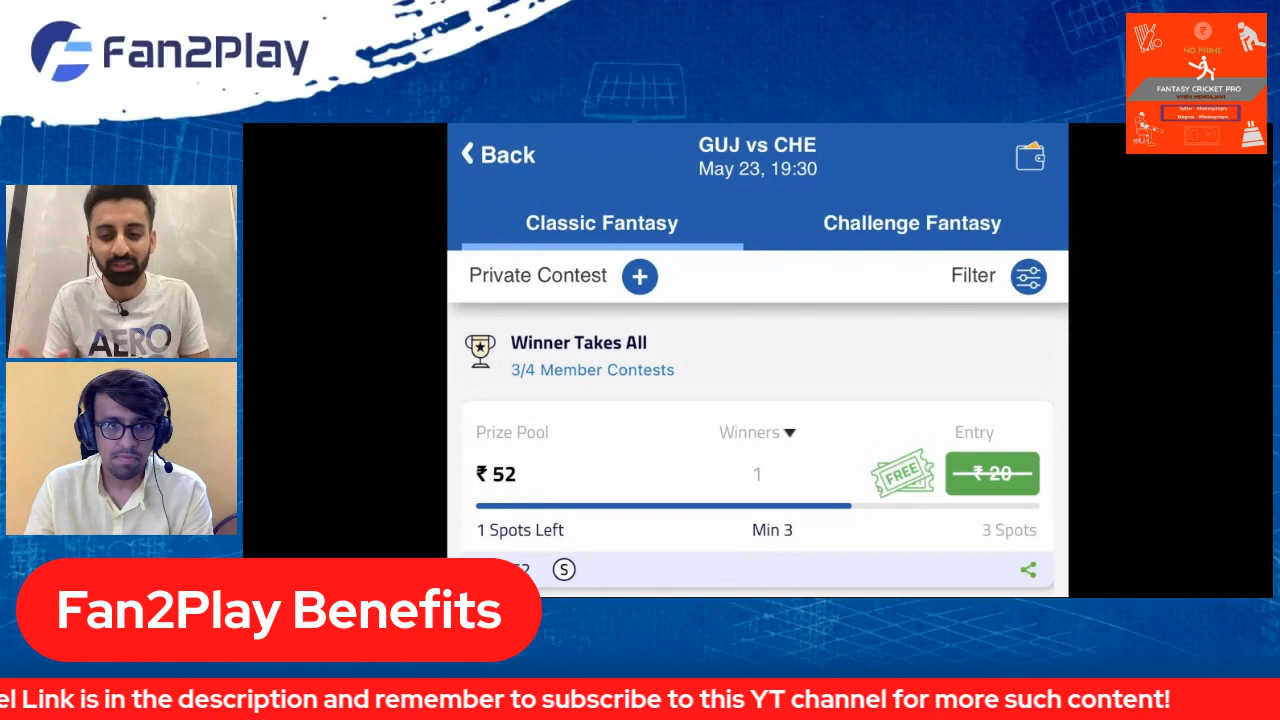 Fan2Play
NO PRIME
FANTASY CRICKET PRO
AERO
Back
GUJ vs CHE
May 23, 19:30
Classic Fantasy
Challenge Fantasy
Private Contest +
Filter
Winner Takes All
3/4 Member Contests
Prize Pool
Winners
Entry
₹ 52
1
FREE
₹ 20
1 Spots Left
Min 3
3 Spots
S
Fan2Play Benefits
el Link is in the description and remember to subscribe to this YT channel for more such content!